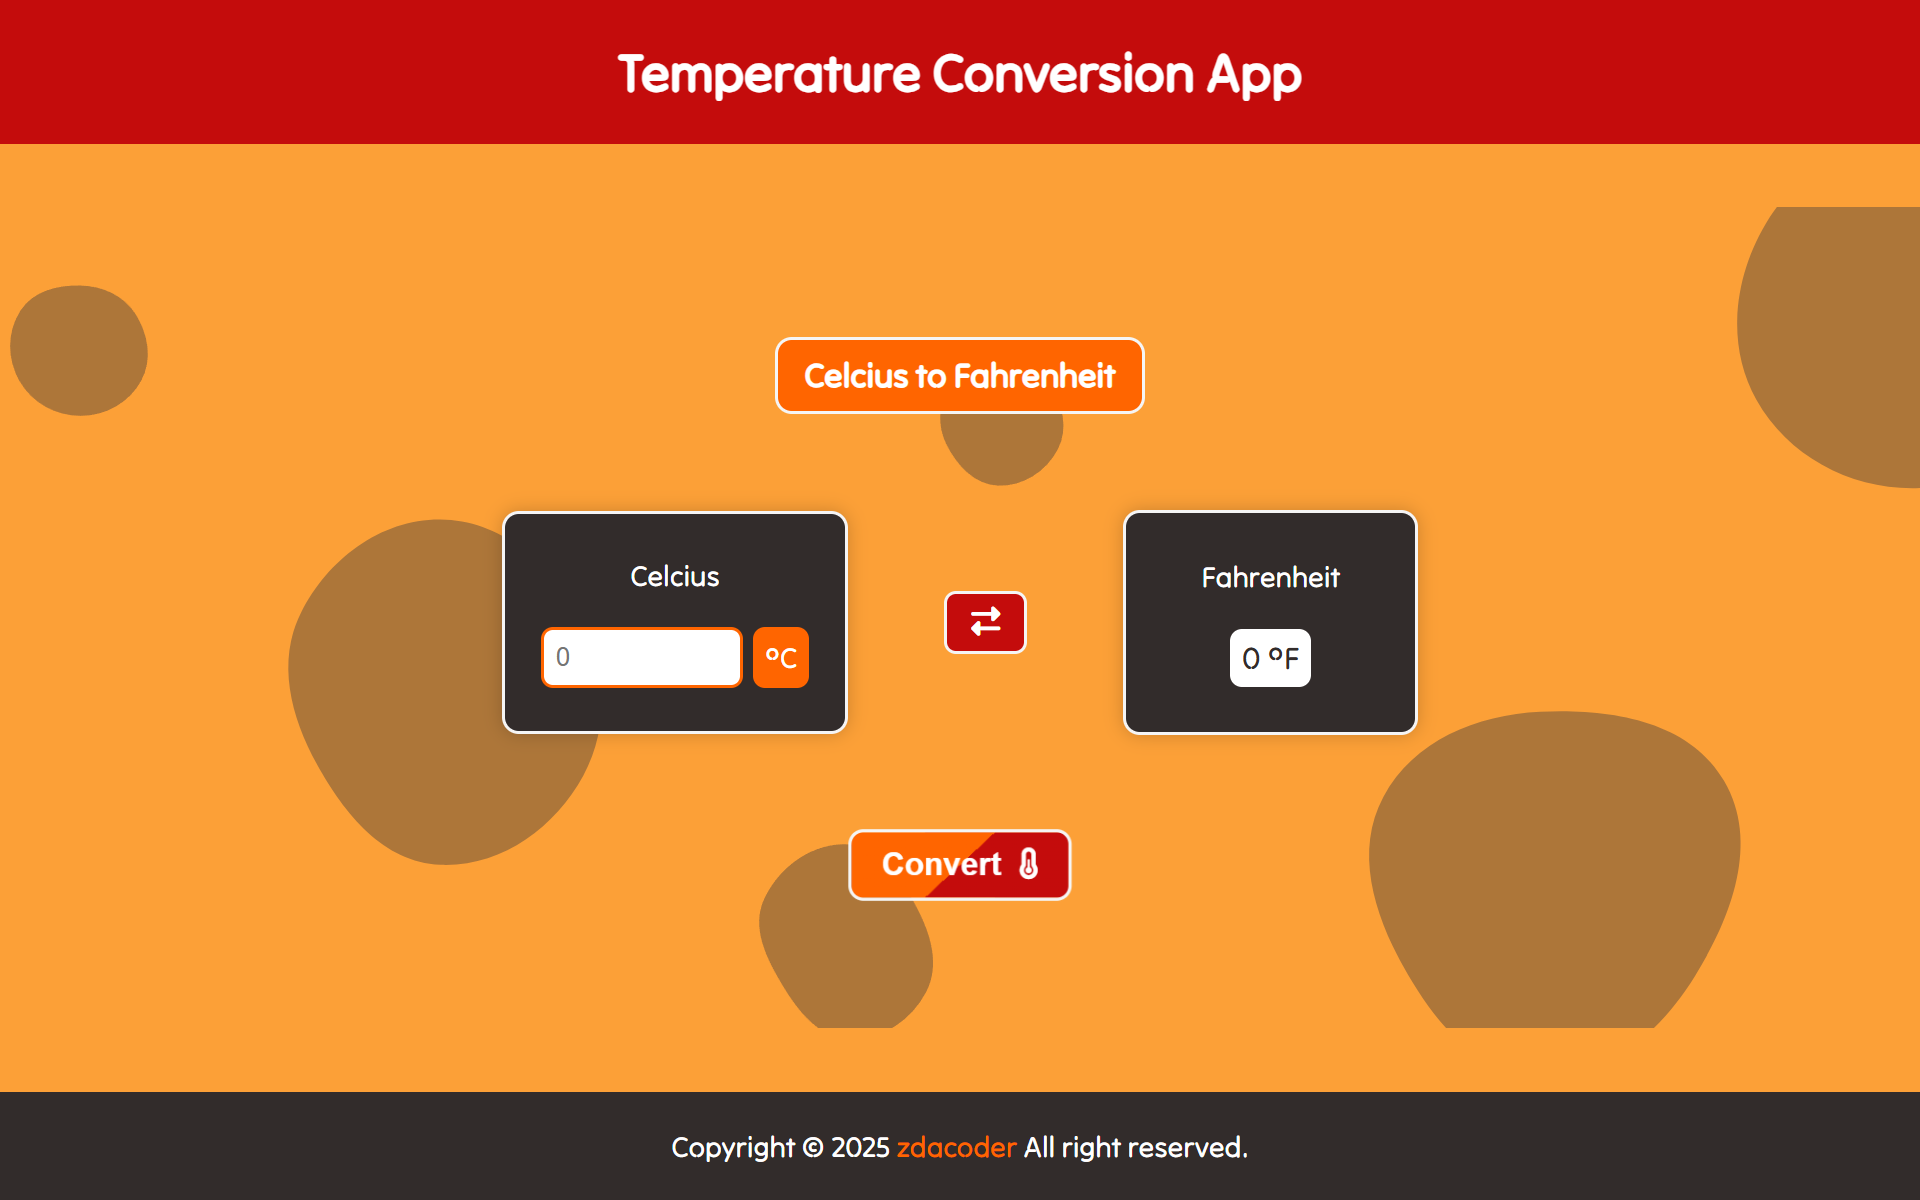 Temperature Conversion App
Celcius to Fahrenheit
Celcius
0
°C
Fahrenheit
0 °F
Convert
Copyright © 2025 zdacoder All right reserved.